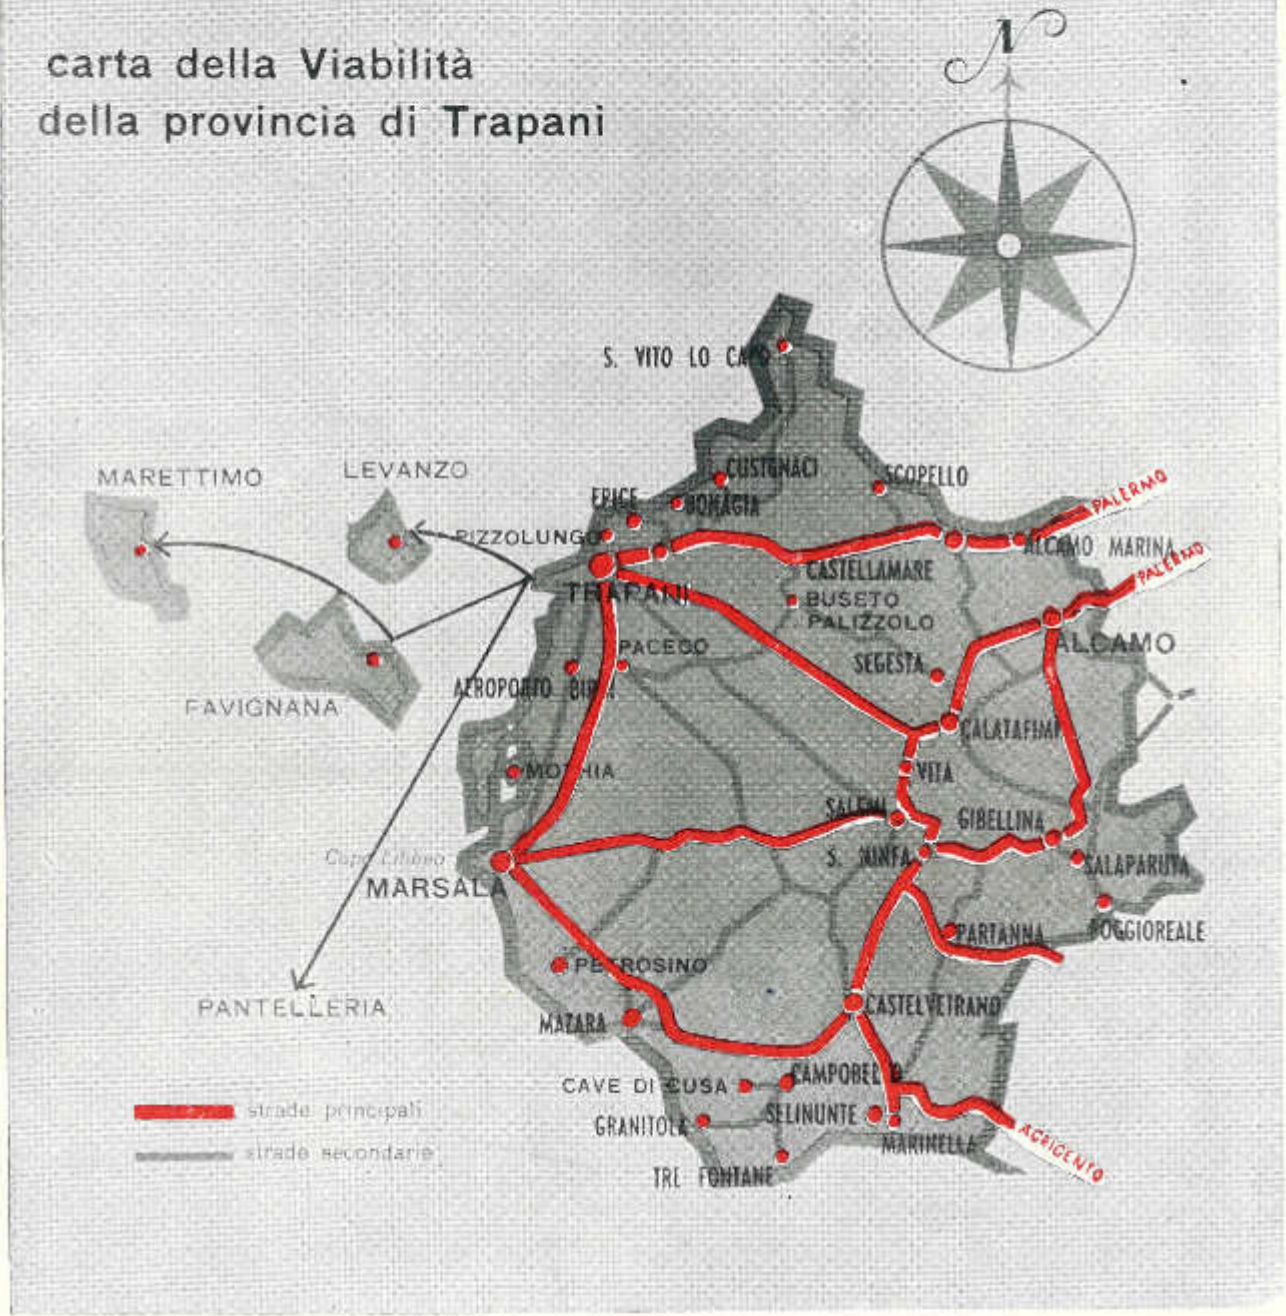 carta della Viabilità
della provincia di Trapani
N
S. VITO LO CAPO
MARETTIMO
LEVANZO
CUSTONACI
SCOPELLO
PALERMO
ERICE
BONAGIA
PIZZOLUNGO
ALCAMO MARINA
PALERMO
TRAPANI
CASTELLAMARE
BUSETO
PALIZZOLO
PACECO
ALCAMO
SEGESTA
AEROPORTO BIRGI
FAVIGNANA
CALATAFIMI
MOTHIA
VITA
SALEMI
GIBELLINA
Capo Lilibeo
S. NINFA
SALAPARUTA
MARSALA
PARTANNA
POGGIOREALE
PETROSINO
PANTELLERIA
CASTELVETRANO
MAZARA
CAVE DI CUSA
CAMPOBELLO
strade principali
GRANITOLA
SELINUNTE
AGRIGENTO
MARINELLA
strade secondarie
TRE FONTANE